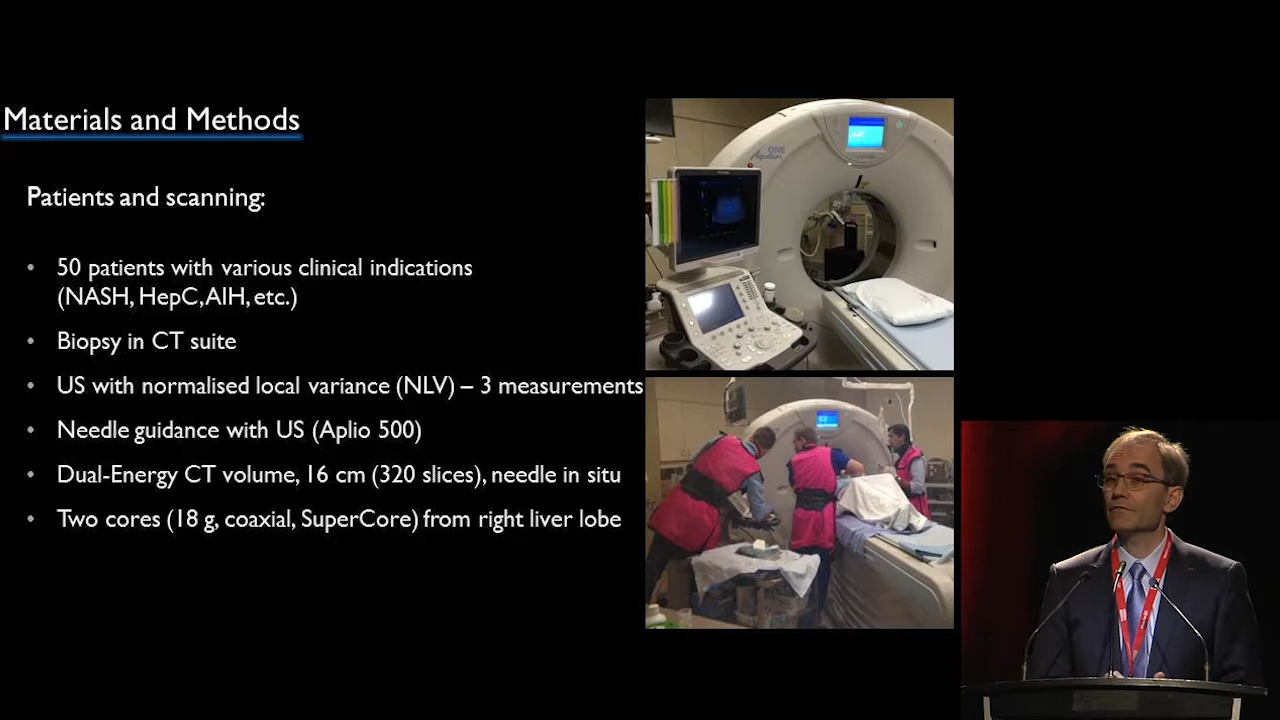 Materials and Methods
Patients and scanning:
• 50 patients with various clinical indications
(NASH, HepC,AIH, etc.)
• Biopsy in CT suite
• US with normalised local variance (NLV) – 3 measurements
• Needle guidance with US (Aplio 500)
• Dual-Energy CT volume, 16 cm (320 slices), needle in situ
• Two cores (18 g, coaxial, SuperCore) from right liver lobe
Aquilion ONE